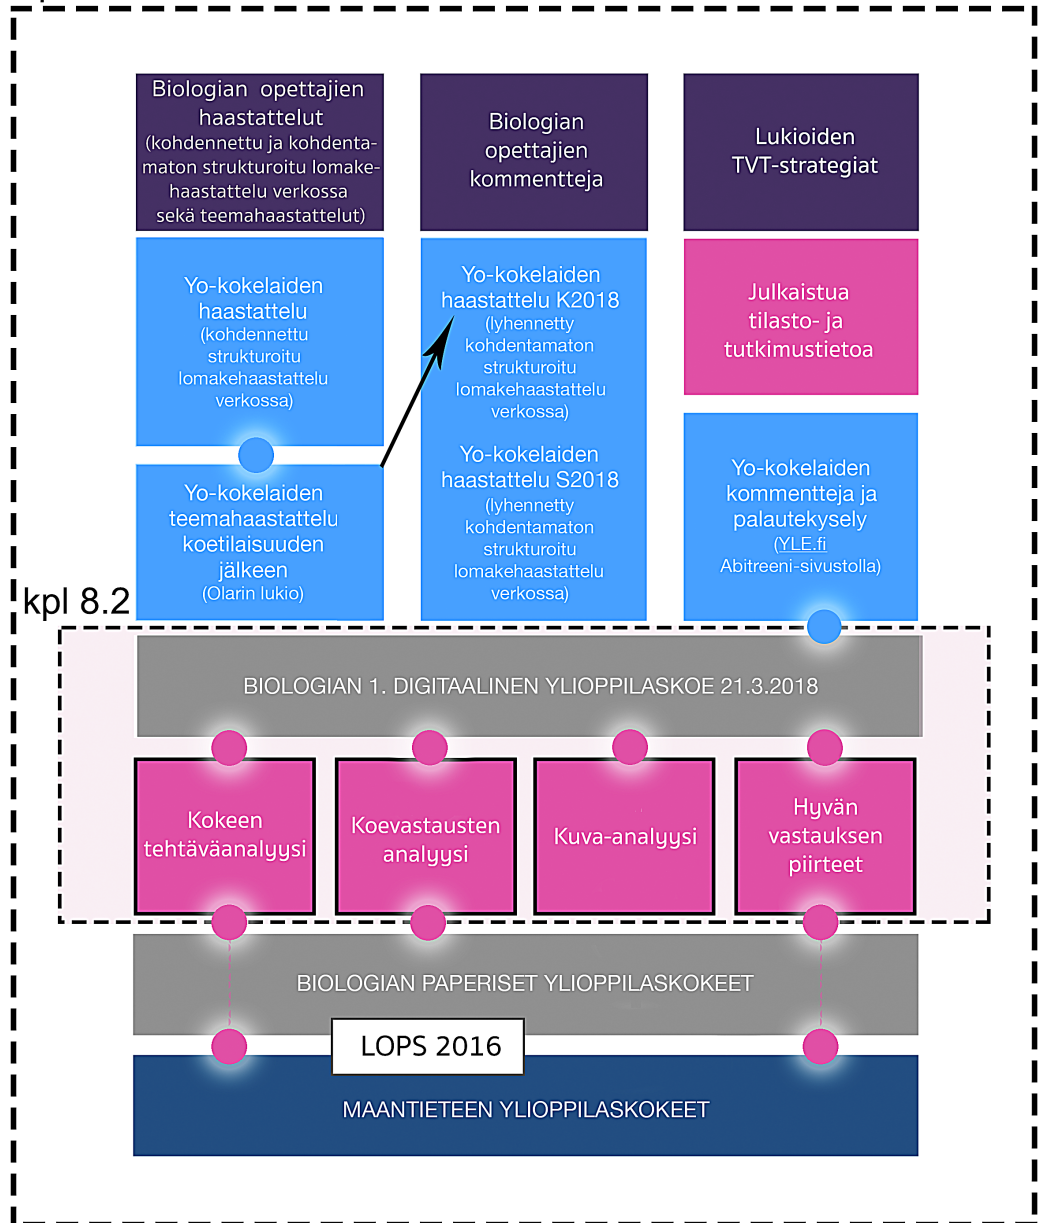 Biologian opettajien
haastattelut
(kohdennettu ja kohdenta-
maton strukturoitu lomake-
haastattelu verkossa
sekä teemahaastattelut)
Biologian
opettajien
kommentteja
Lukioiden
TVT-strategiat
Yo-kokelaiden
haastattelu
(kohdennettu
strukturoitu
lomakehaastattelu
verkossa)
Yo-kokelaiden
haastattelu K2018
(lyhennetty
kohdentamaton
strukturoitu
lomakehaastattelu
verkossa)
Julkaistua
tilasto- ja
tutkimustietoa
Yo-kokelaiden
teemahaastattelu
koetilaisuuden
jälkeen
(Olarin lukio)
Yo-kokelaiden
haastattelu S2018
(lyhennetty
kohdentamaton
strukturoitu
lomakehaastattelu
verkossa)
Yo-kokelaiden
kommentteja ja
palautekysely
(YLE.fi
Abitreeni-sivustolla)
kpl 8.2
BIOLOGIAN 1. DIGITAALINEN YLIOPPILASKOE 21.3.2018
Kokeen
tehtäväanalyysi
Koevastausten
analyysi
Kuva-analyysi
Hyvän
vastauksen
piirteet
BIOLOGIAN PAPERISET YLIOPPILASKOKEET
LOPS 2016
MAANTIETEEN YLIOPPILASKOKEET